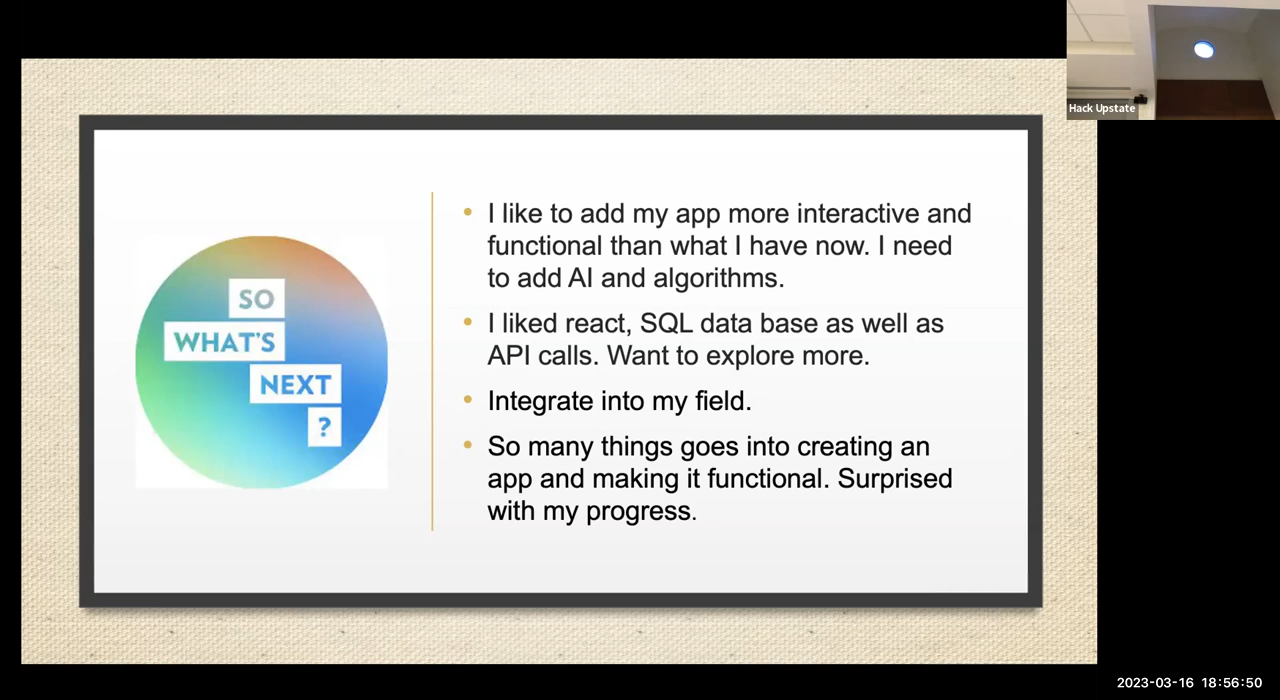 Hack Upstate
SO
WHAT'S
NEXT
?
• I like to add my app more interactive and
functional than what I have now. I need
to add AI and algorithms.
• I liked react, SQL data base as well as
API calls. Want to explore more.
• Integrate into my field.
• So many things goes into creating an
app and making it functional. Surprised
with my progress.
2023-03-16 18:56:50